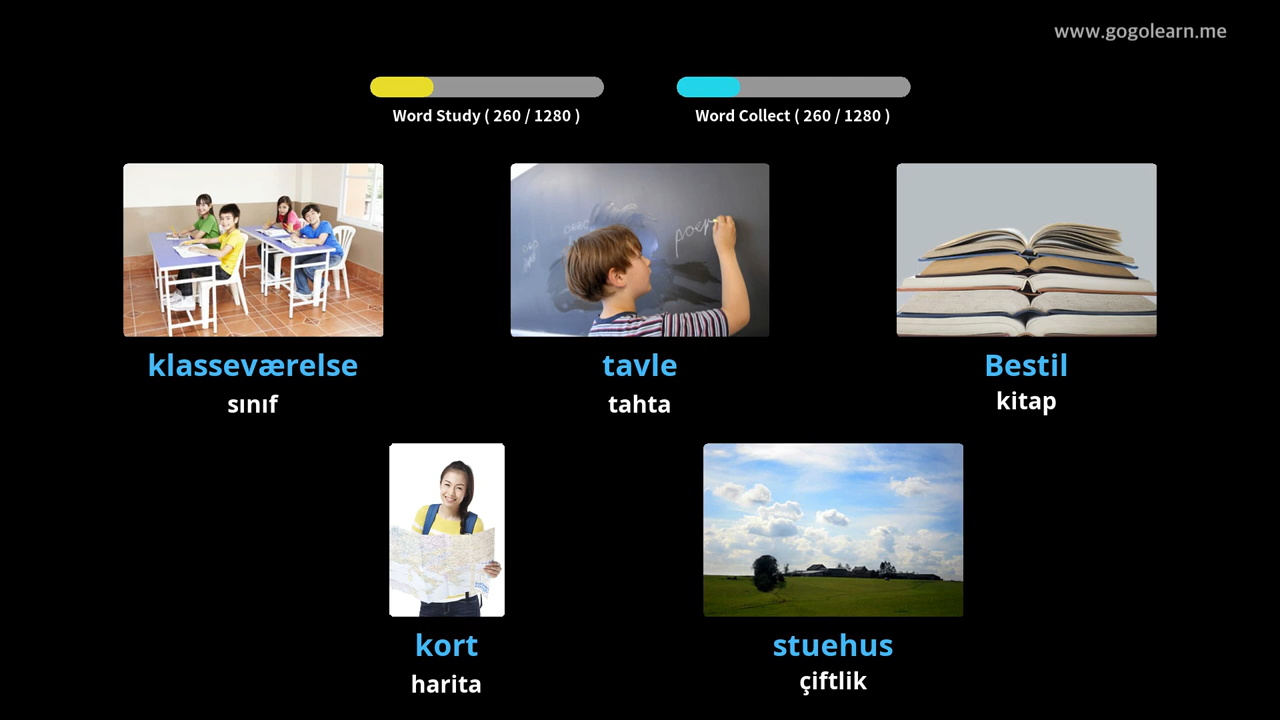 www.gogolearn.me
Word Study ( 260 / 1280 )
Word Collect ( 260 / 1280 )
poer
klasseværelse
sınıf
tavle
tahta
Bestil
kitap
kort
harita
stuehus
çiftlik